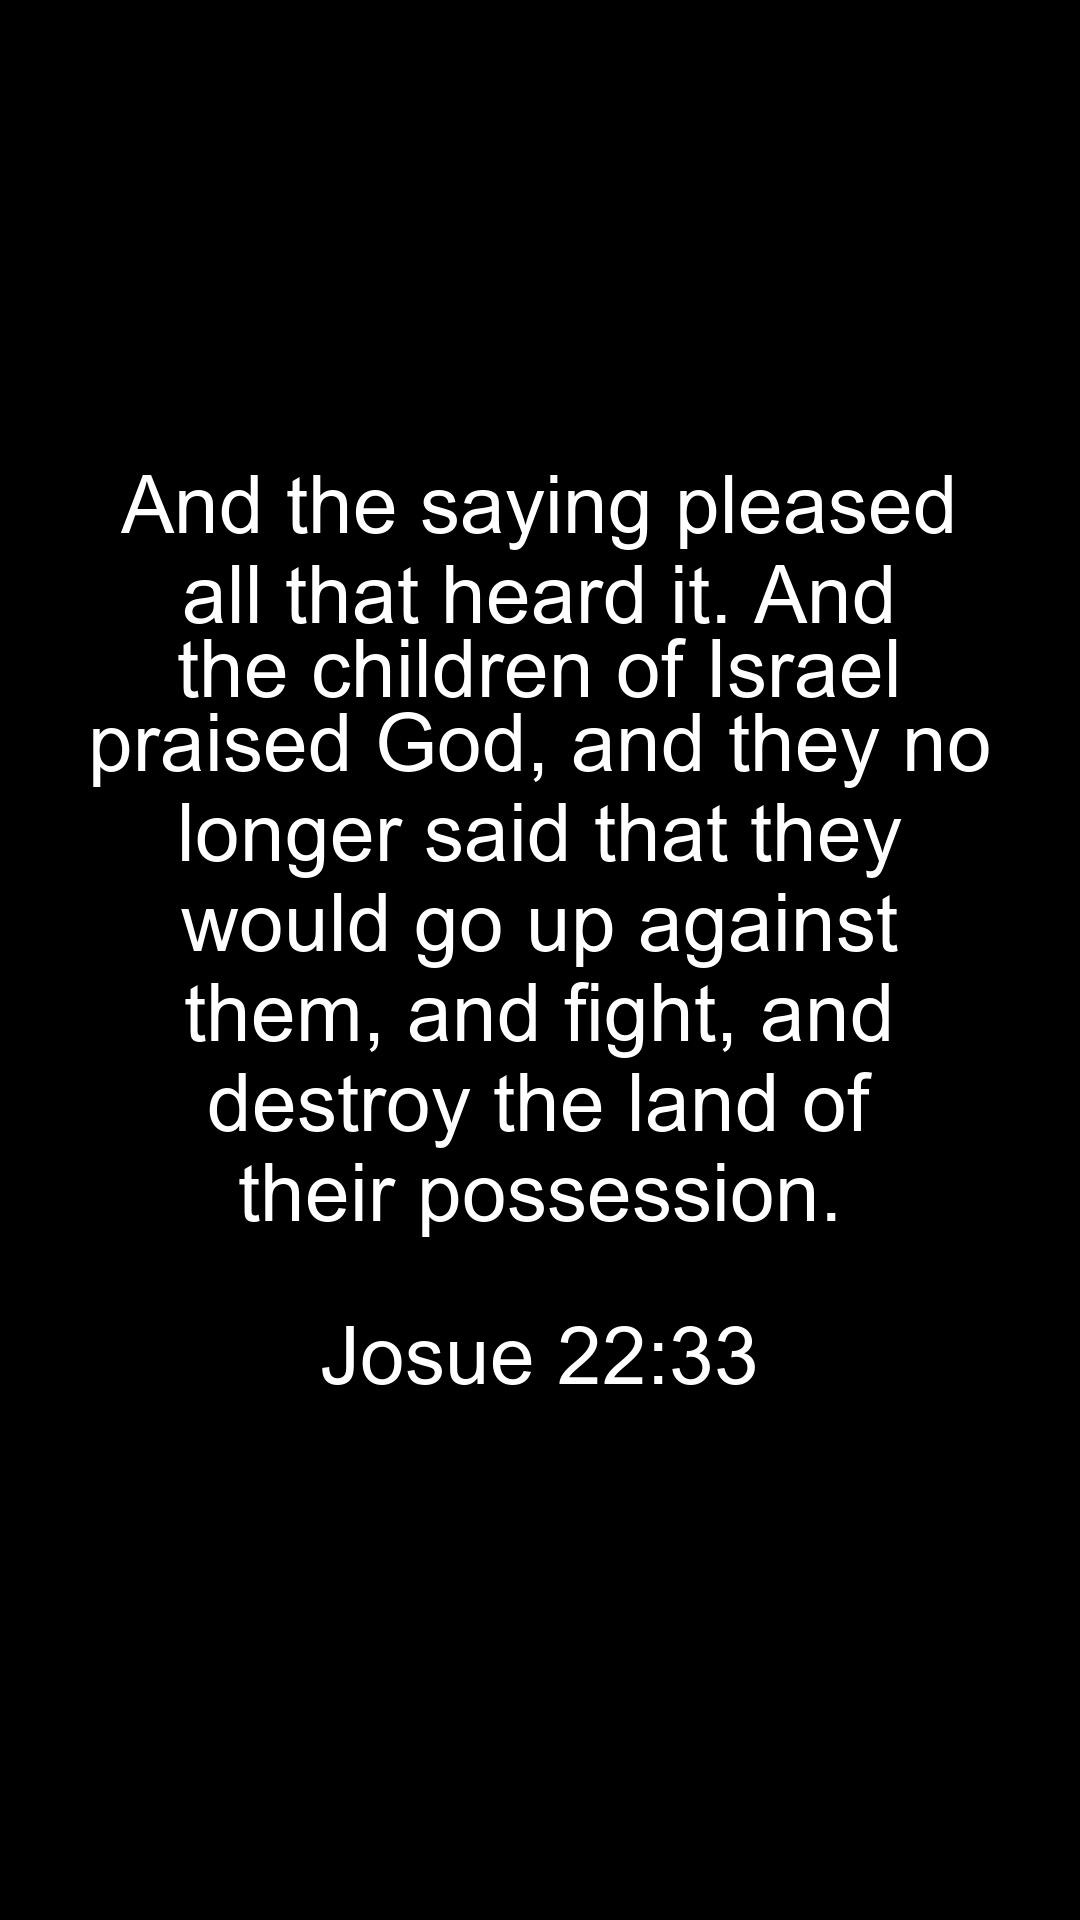 And the saying pleased
all that heard it. And
the children of Israel
praised God, and they no
longer said that they
would go up against
them, and fight, and
destroy the land of
their possession.
Josue 22:33